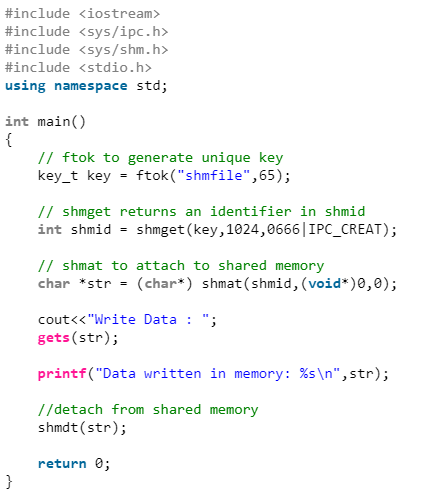 #include <iostream>
#include <sys/ipc.h>
#include <sys/shm.h>
#include <stdio.h>
using namespace std;

int main()
{
    // ftok to generate unique key
    key_t key = ftok("shmfile",65);

    // shmget returns an identifier in shmid
    int shmid = shmget(key,1024,0666|IPC_CREAT);

    // shmat to attach to shared memory
    char *str = (char*) shmat(shmid,(void*)0,0);

    cout<<"Write Data : ";
    gets(str);

    printf("Data written in memory: %s\n",str);

    //detach from shared memory
    shmdt(str);

    return 0;
}